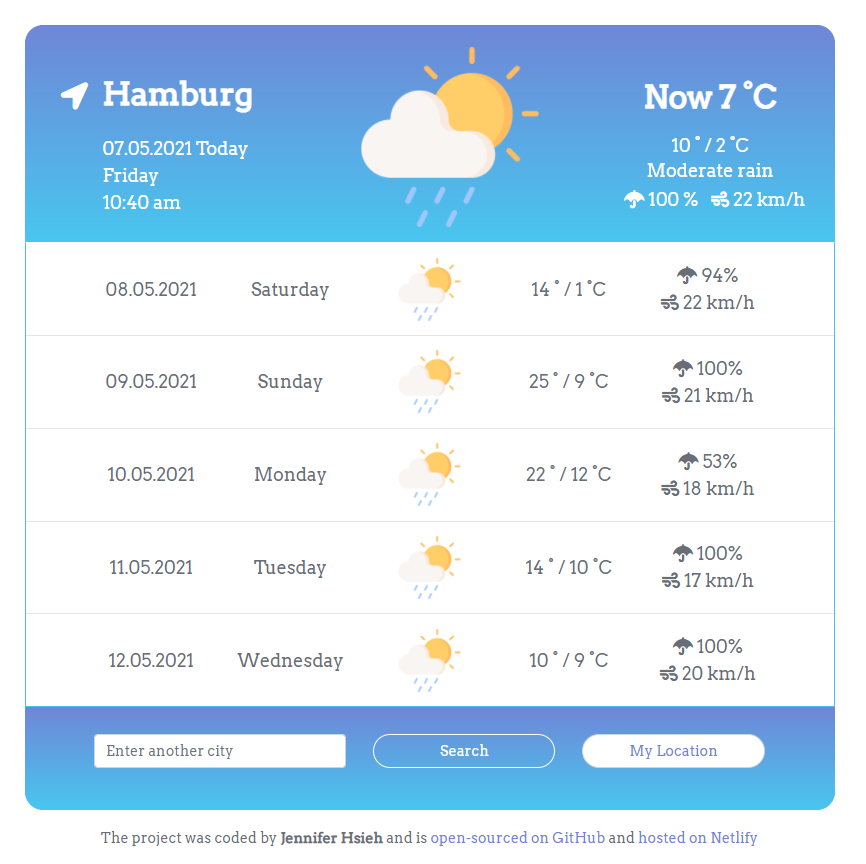 Hamburg
Now 7 °C
07.05.2021 Today
Friday
10:40 am
10 ° / 2 °C
Moderate rain
100 % 22 km/h
08.05.2021 Saturday 14 ° / 1 °C 94%
22 km/h
09.05.2021 Sunday 25 ° / 9 °C 100%
21 km/h
10.05.2021 Monday 22 ° / 12 °C 53%
18 km/h
11.05.2021 Tuesday 14 ° / 10 °C 100%
17 km/h
12.05.2021 Wednesday 10 ° / 9 °C 100%
20 km/h
Enter another city Search My Location
The project was coded by Jennifer Hsieh and is open-sourced on GitHub and hosted on Netlify